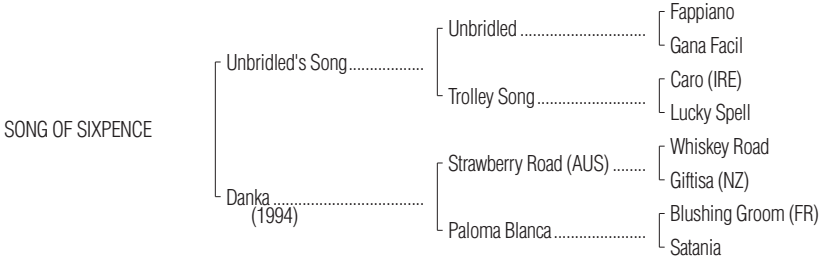 Fappiano
Unbridled ..............................
Gana Facil
Unbridled's Song..................
Caro (IRE)
Trolley Song..........................
Lucky Spell
SONG OF SIXPENCE
Whiskey Road
Strawberry Road (AUS) ........
Giftisa (NZ)
Danka ....................................
(1994)
Blushing Groom (FR)
Paloma Blanca......................
Satania